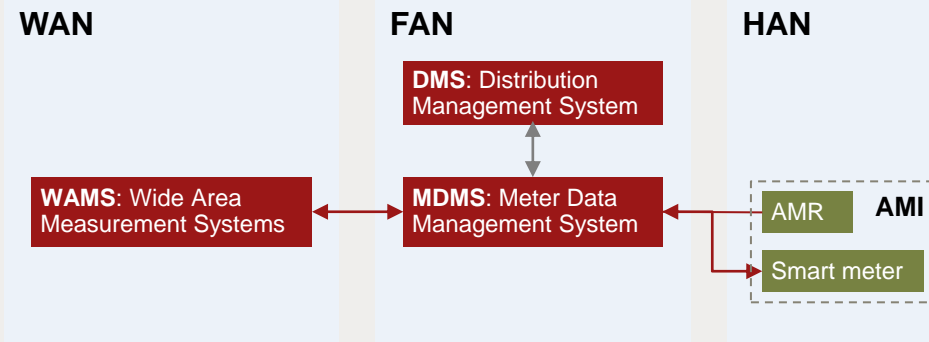 WAN
FAN
HAN
DMS: Distribution
Management System
WAMS: Wide Area
Measurement Systems
MDMS: Meter Data
Management System
AMR
AMI
Smart meter